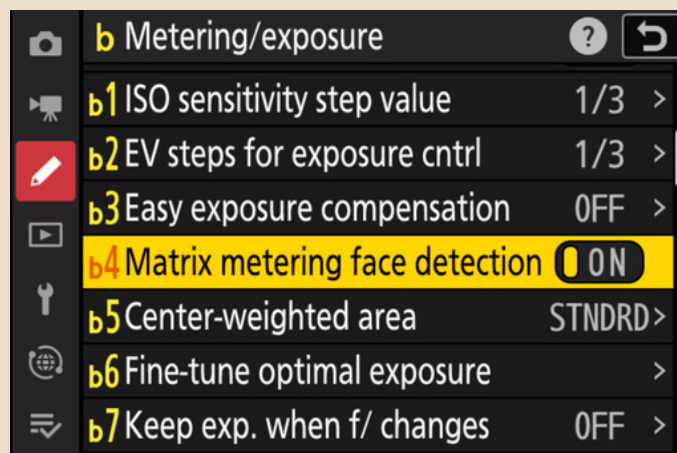 b Metering/exposure ?
b1 ISO sensitivity step value 1/3 >
b2 EV steps for exposure cntrl 1/3 >
b3 Easy exposure compensation OFF >
b4 Matrix metering face detection ON
b5 Center-weighted area STNDRD >
b6 Fine-tune optimal exposure >
b7 Keep exp. when f/ changes OFF >